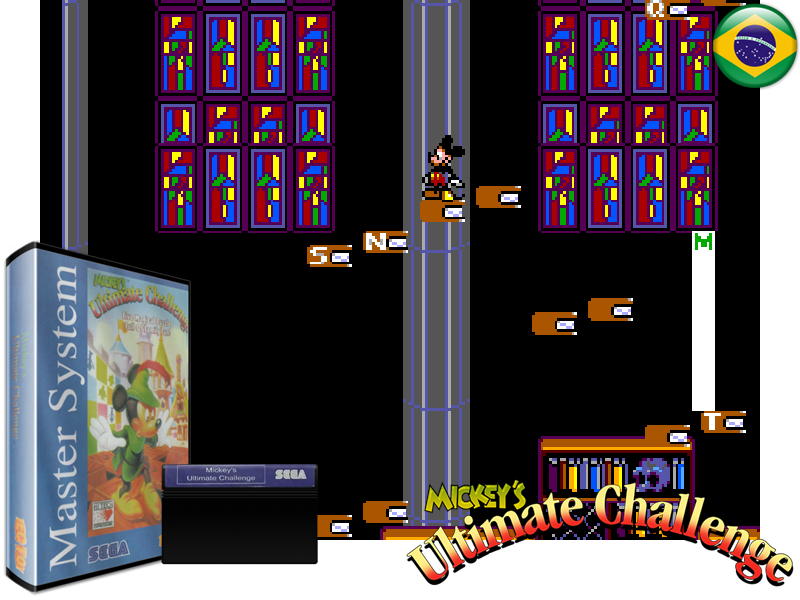 Q
S
N
M
T
Master System
MICKEY'S
Ultimate Challenge
SEGA
Mickey's
Ultimate Challenge
SEGA
MICKEY'S
Ultimate Challenge